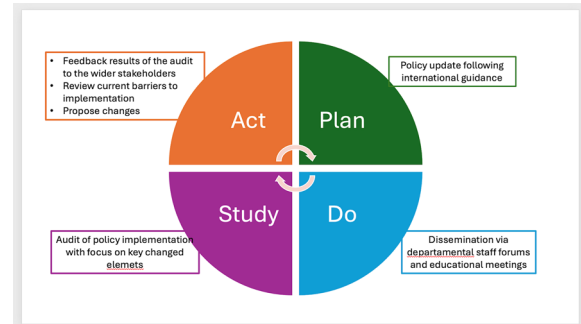 • Feedback results of the audit
to the wider stakeholders
• Review current barriers to
implementation
• Propose changes
Policy update following
international guidance
Act
Plan
Study
Do
Audit of policy implementation
with focus on key changed
elemets
Dissemination via
departamental staff forums
and educational meetings